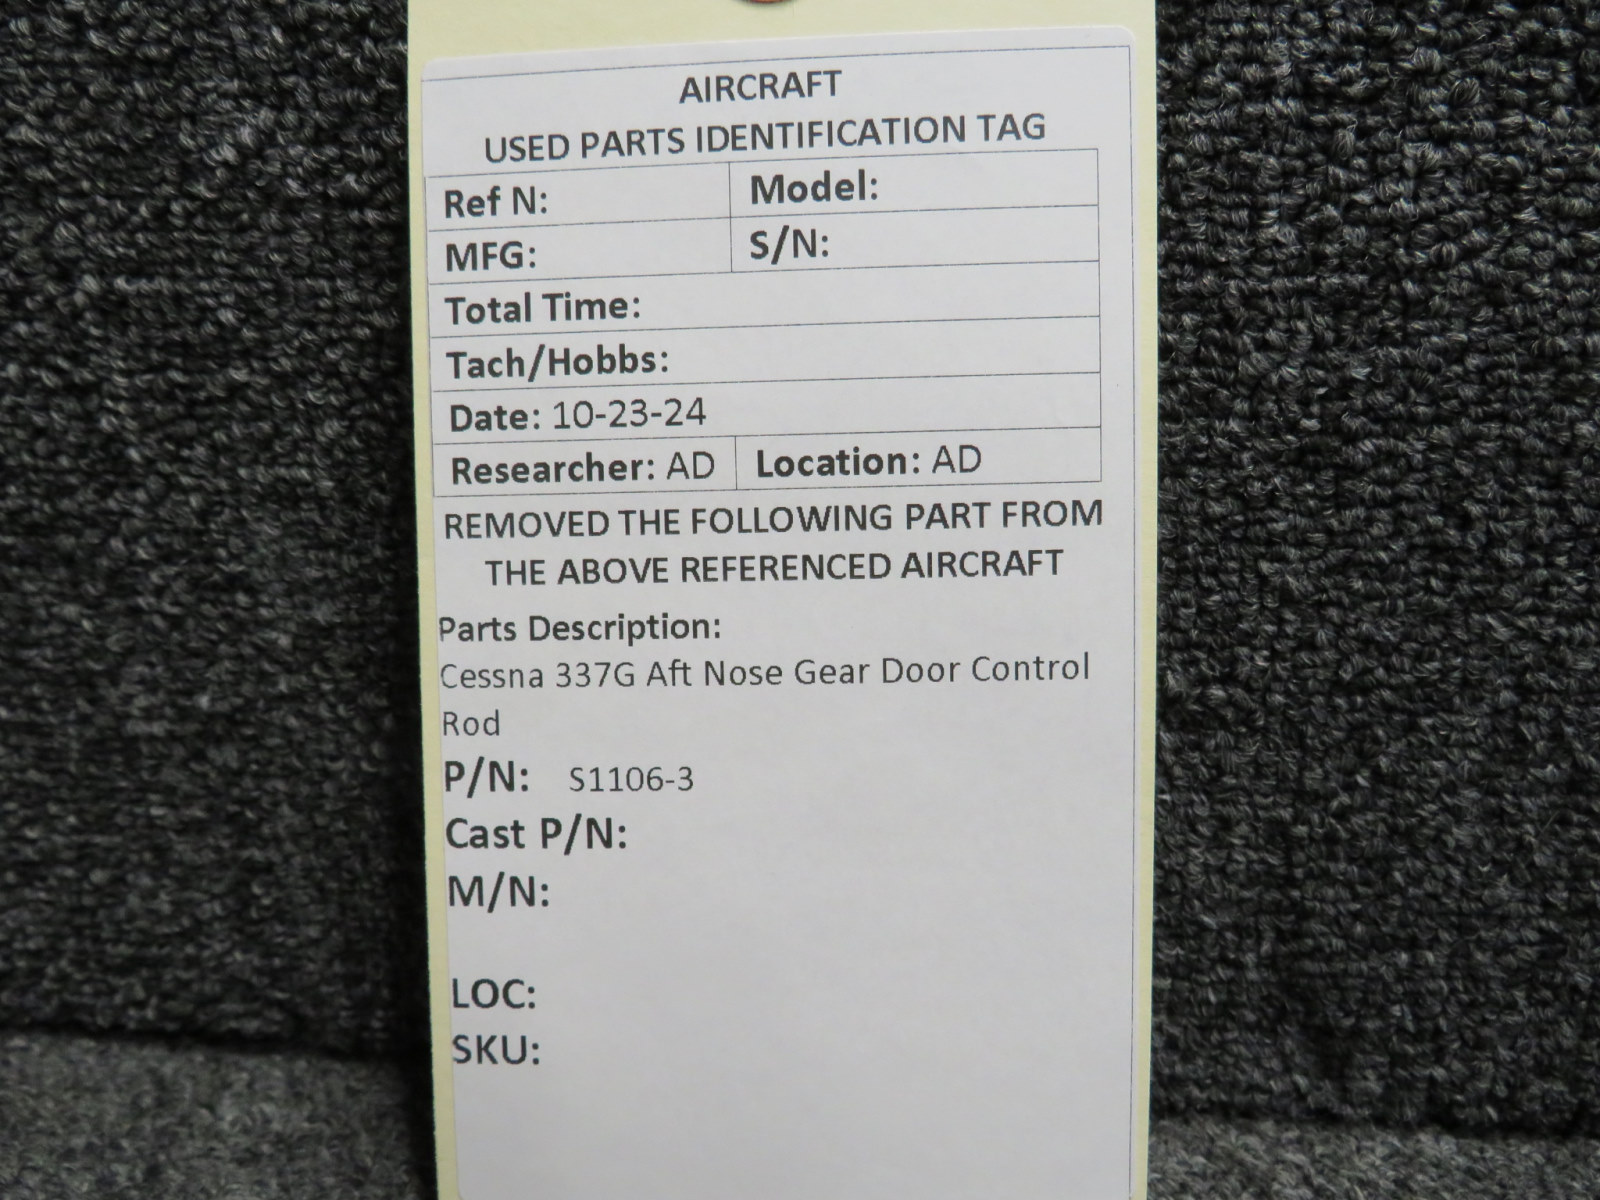 AIRCRAFT
USED PARTS IDENTIFICATION TAG
Ref N: Model:
MFG: S/N:
Total Time:
Tach/Hobbs:
Date: 10-23-24
Researcher: AD Location: AD
REMOVED THE FOLLOWING PART FROM
THE ABOVE REFERENCED AIRCRAFT
Parts Description:
Cessna 337G Aft Nose Gear Door Control
Rod
P/N: S1106-3
Cast P/N:
M/N:
LOC:
SKU: